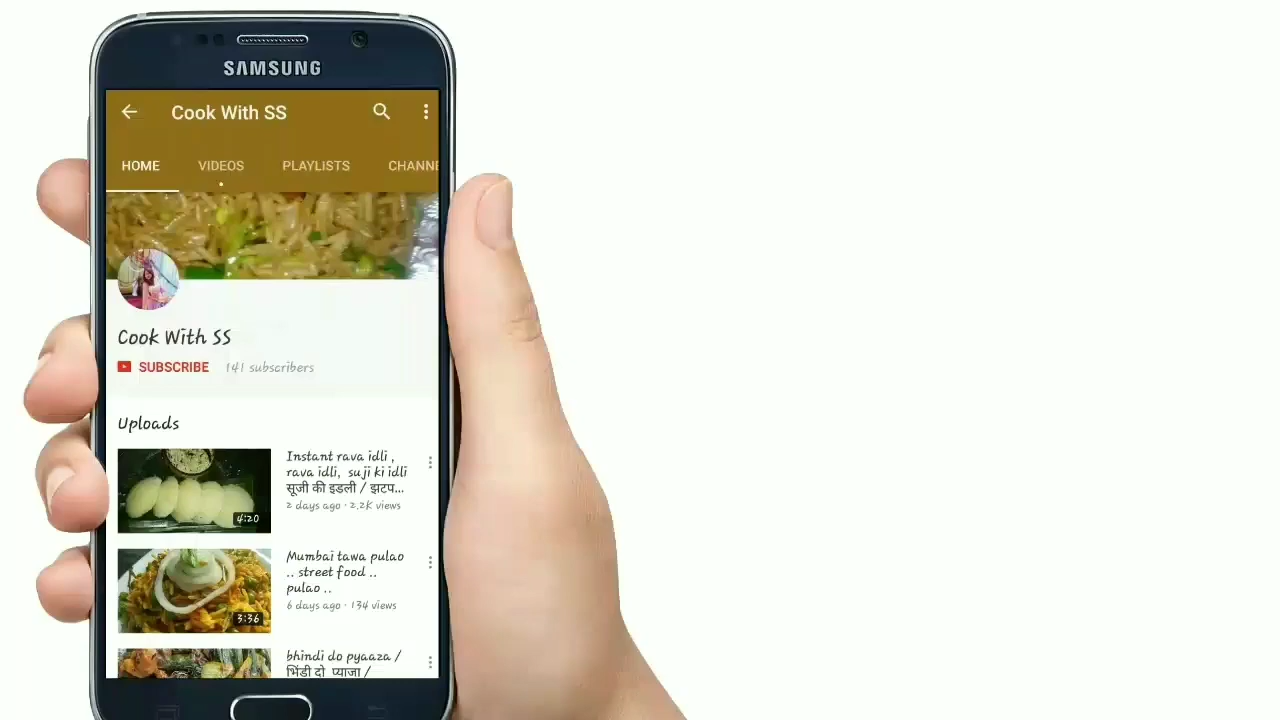 SAMSUNG
Cook With SS
HOME VIDEOS PLAYLISTS CHANNE
Cook With SS
SUBSCRIBE 141 subscribers
Uploads
Instant rava idli ,
rava idli, suji ki idli
सूजी की इडली / झटप...
2 days ago · 2.2K views
4:20
Mumbai tawa pulao
.. street food ..
pulao ..
6 days ago · 134 views
3:36
bhindi do pyaaza /
भिंडी दो प्याजा /